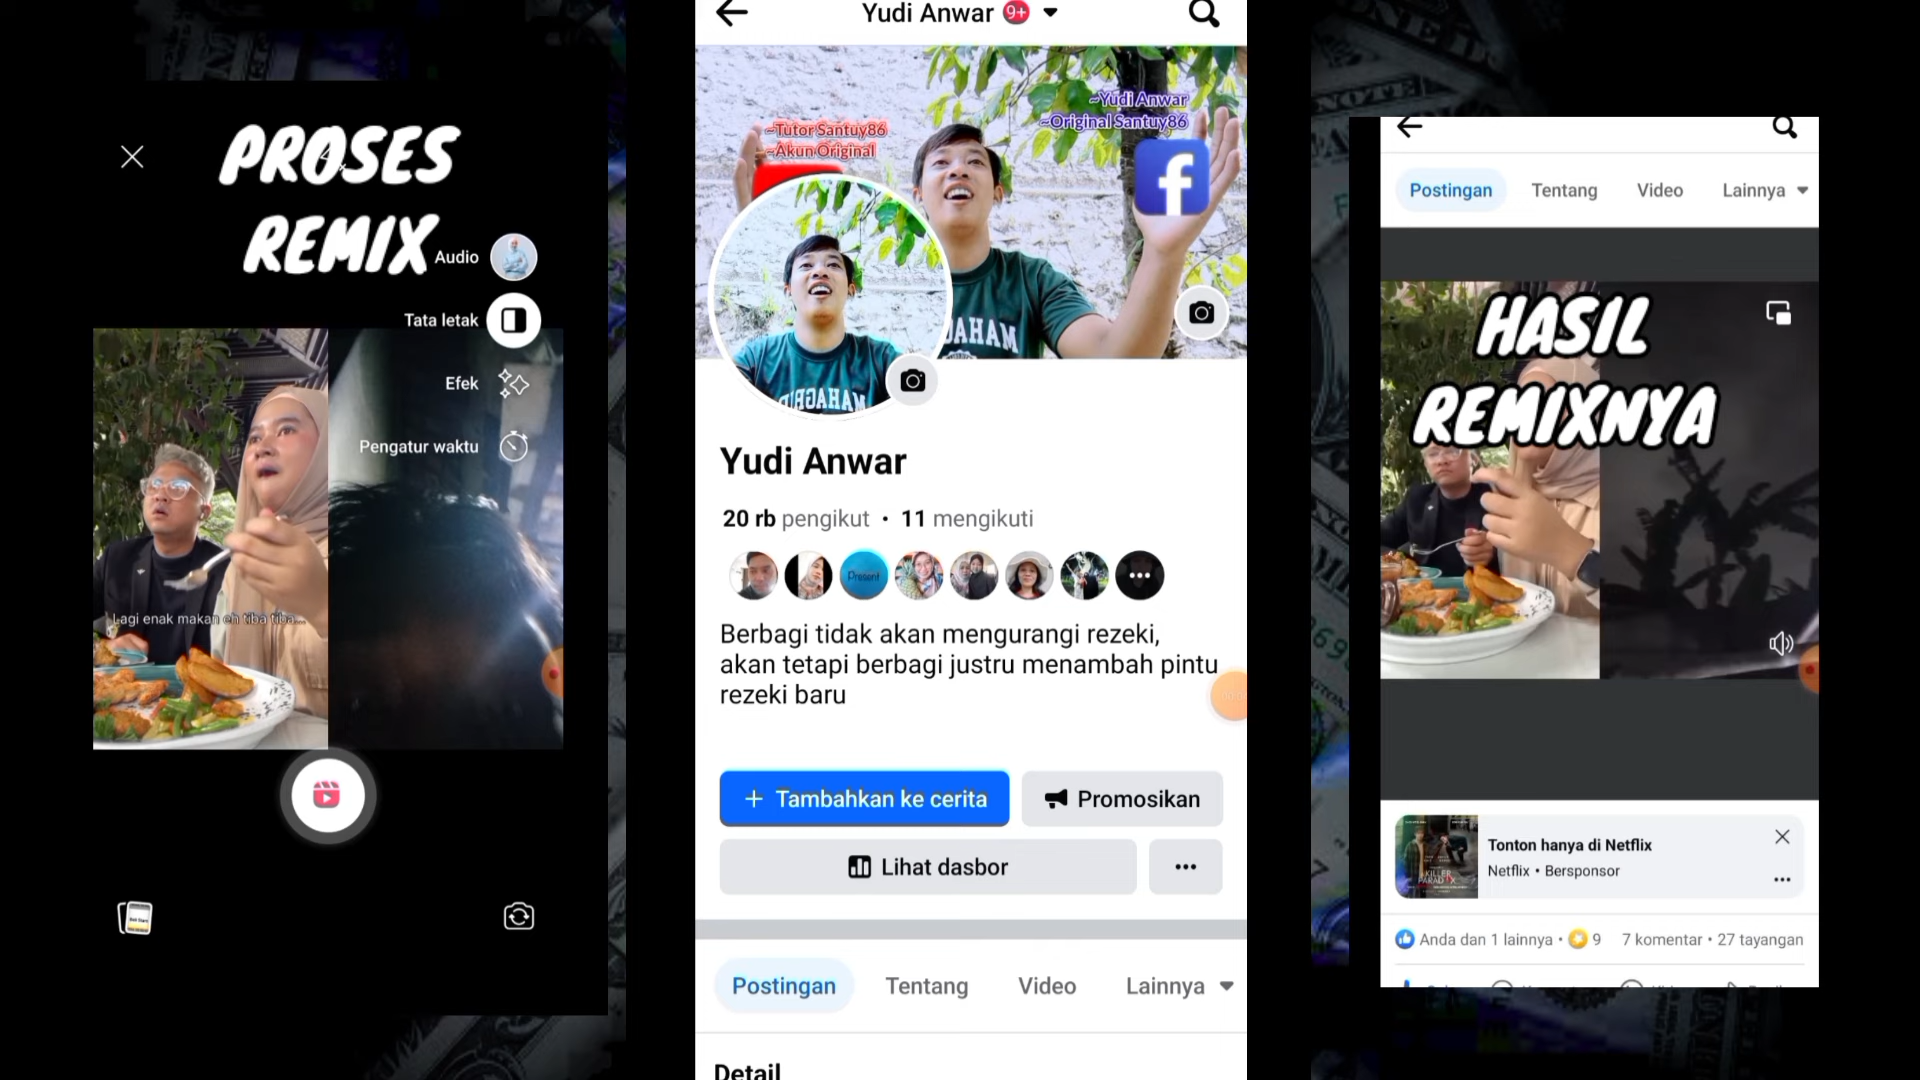 PROSES
REMIX
Audio
Tata letak
Efek
Pengatur waktu
Lagi enak makan eh tiba tiba...
Yudi Anwar 9+
~Tutor Santuy86
~Akun Original
~Yudi Anwar
~Original Santuy86
Yudi Anwar
20 rb pengikut • 11 mengikuti
Present
Berbagi tidak akan mengurangi rezeki,
akan tetapi berbagi justru menambah pintu
rezeki baru
+ Tambahkan ke cerita
Promosikan
Lihat dasbor
Postingan
Tentang
Video
Lainnya
Detail
Postingan
Tentang
Video
Lainnya
HASIL
REMIXNYA
Tonton hanya di Netflix
Netflix • Bersponsor
Anda dan 1 lainnya • 9
7 komentar • 27 tayangan